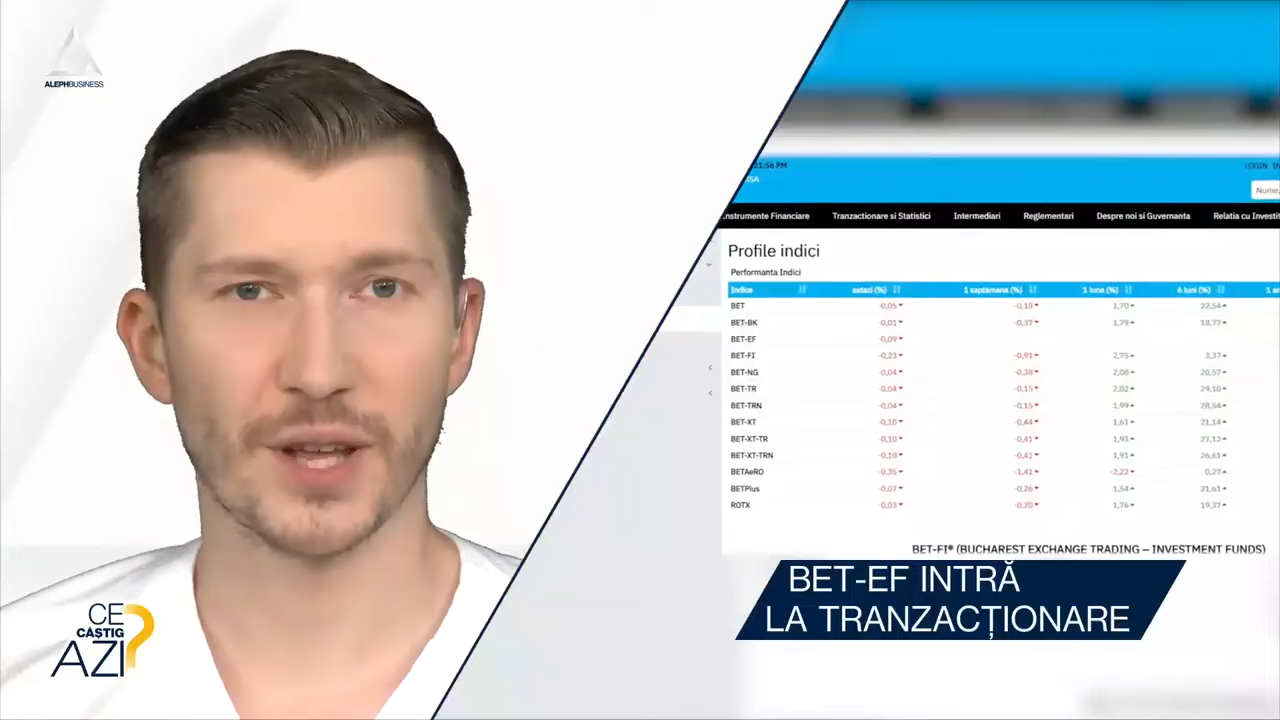 ALEPHBUSINESS
21:56 PM
LOGIN
Nume
Instrumente Financiare Tranzactionare si Statistici Intermediari Reglementari Despre noi si Guvernanta Relatia cu Investit
Profile indici
Performanta Indici
Indice astazi (%) 1 saptamana (%) 1 luna (%) 6 luni (%) 1
BET -0,05 -0,18 1,70 22,54
BET-BK -0,01 -0,37 1,79 18,77
BET-EF -0,09
BET-FI -0,23 -0,91 2,75 3,37
BET-NG -0,04 -0,38 2,08 20,57
BET-TR -0,04 -0,15 2,02 29,10
BET-TRN -0,04 -0,15 1,99 28,54
BET-XT -0,10 -0,44 1,61 21,14
BET-XT-TR -0,10 -0,41 1,93 27,12
BET-XT-TRN -0,10 -0,41 1,91 26,61
BETAeRO -0,35 -1,41 -2,22 0,27
BETPlus -0,07 -0,26 1,54 21,61
ROTX -0,03 -0,20 1,76 19,37
BET-FI® (BUCHAREST EXCHANGE TRADING – INVESTMENT FUNDS)
BET-EF INTRĂ
LA TRANZACȚIONARE
CE
CÂȘTIG
AZI?